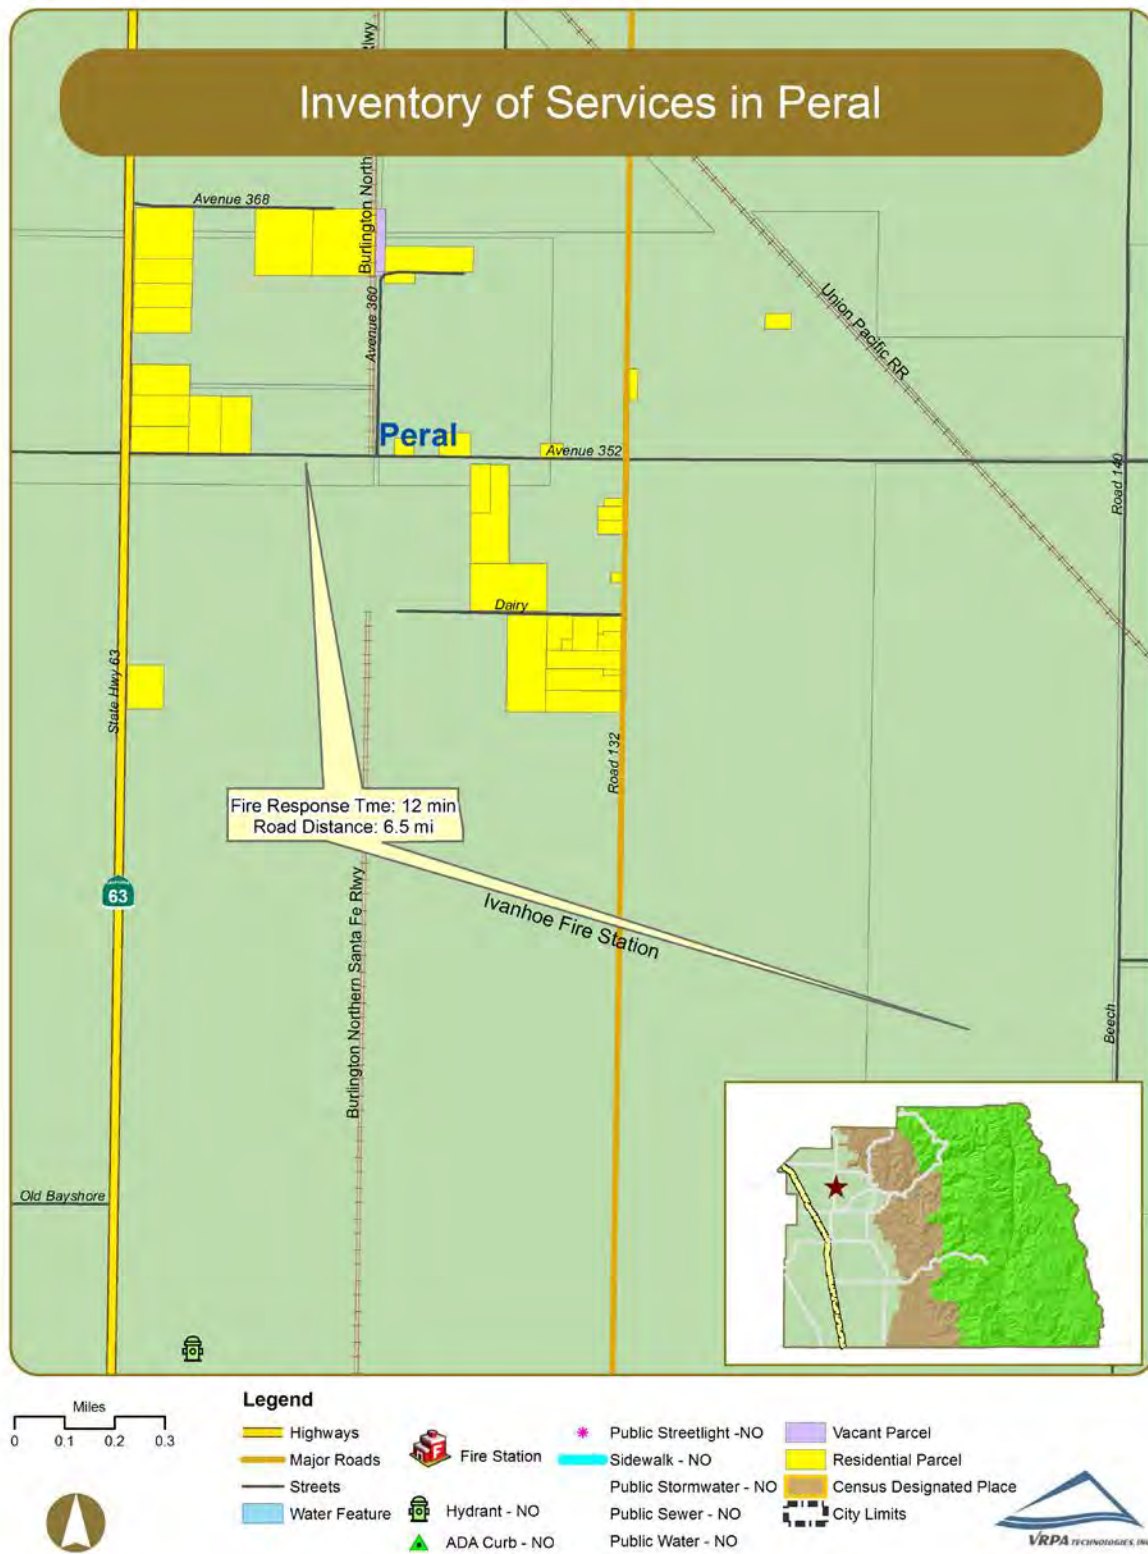 Inventory of Services in Peral
Rlwy
Burlington North
Avenue 368
Avenue 360
Union Pacific RR
Peral
Avenue 352
Road 140
Dairy
State Hwy 63
Road 132
Fire Response Tme: 12 min
Road Distance: 6.5 mi
63
Ivanhoe Fire Station
Burlington Northern Santa Fe Rlwy
Beech
Old Bayshore
Miles
0 0.1 0.2 0.3
Legend
Highways
Major Roads
Streets
Water Feature
F
Fire Station
Hydrant - NO
ADA Curb - NO
Public Streetlight -NO
Sidewalk - NO
Public Stormwater - NO
Public Sewer - NO
Public Water - NO
Vacant Parcel
Residential Parcel
Census Designated Place
City Limits
VRPA TECHNOLOGIES, INC